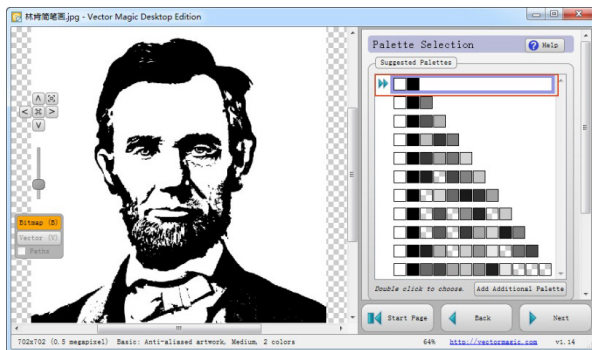 林肯简笔画.jpg - Vector Magic Desktop Edition
Palette Selection
Help
Suggested Palettes
Bitmap (B)
Vector (V)
Paths
Double click to choose.
Add Additional Palette
Start Page
Back
Next
702x702 (0.5 megapixel) Basic: Anti-aliased artwork, Medium, 2 colors
64%
http://vectormagic.com
v1.14